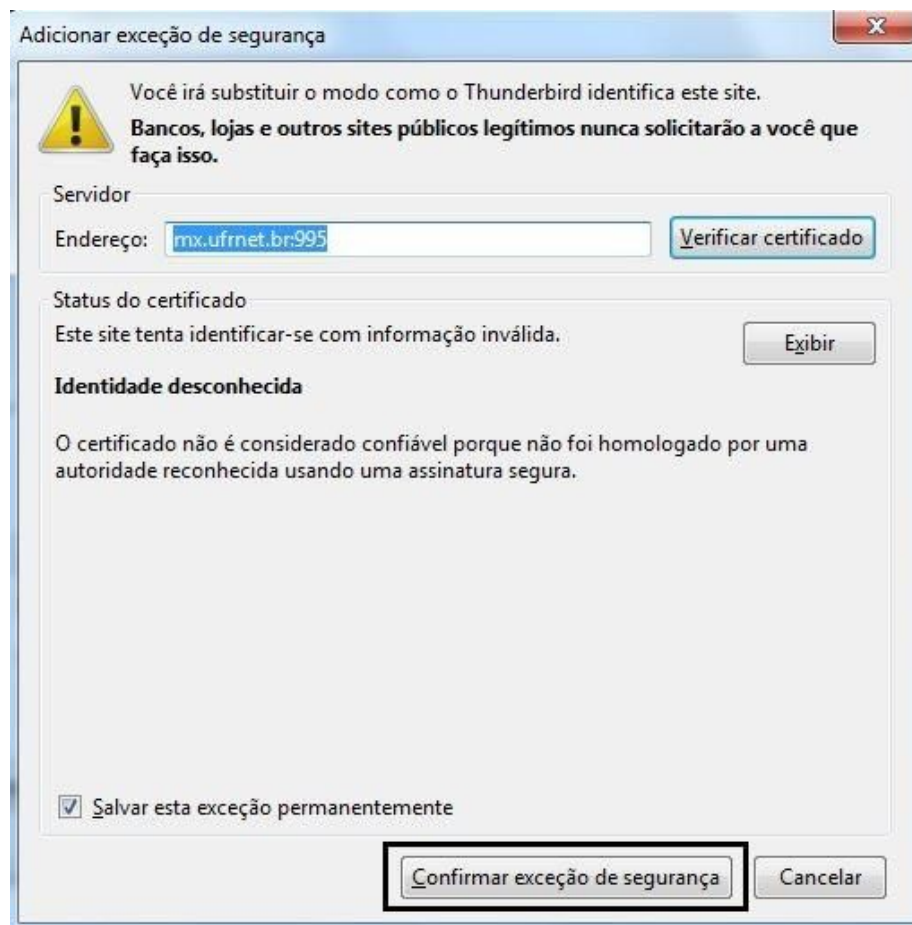 Adicionar exceção de segurança
Você irá substituir o modo como o Thunderbird identifica este site.
Bancos, lojas e outros sites públicos legítimos nunca solicitarão a você que
faça isso.
Servidor
Endereço: mx.ufrnet.br:995 Verificar certificado
Status do certificado
Este site tenta identificar-se com informação inválida. Exibir
Identidade desconhecida
O certificado não é considerado confiável porque não foi homologado por uma
autoridade reconhecida usando uma assinatura segura.
Salvar esta exceção permanentemente
Confirmar exceção de segurança Cancelar